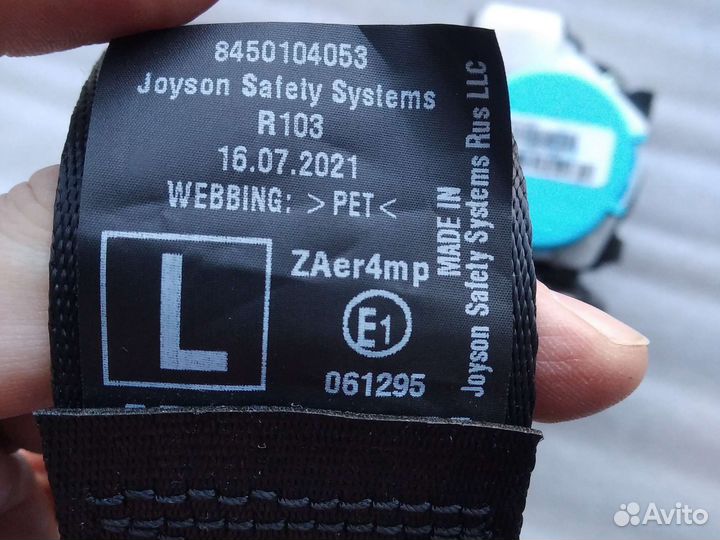 8450104053
Joyson Safety Systems
R103
16.07.2021
WEBBING: >PET<
L
ZAer4mp
E1
061295
MADE IN
Joyson Safety Systems Rus LLC
Avito